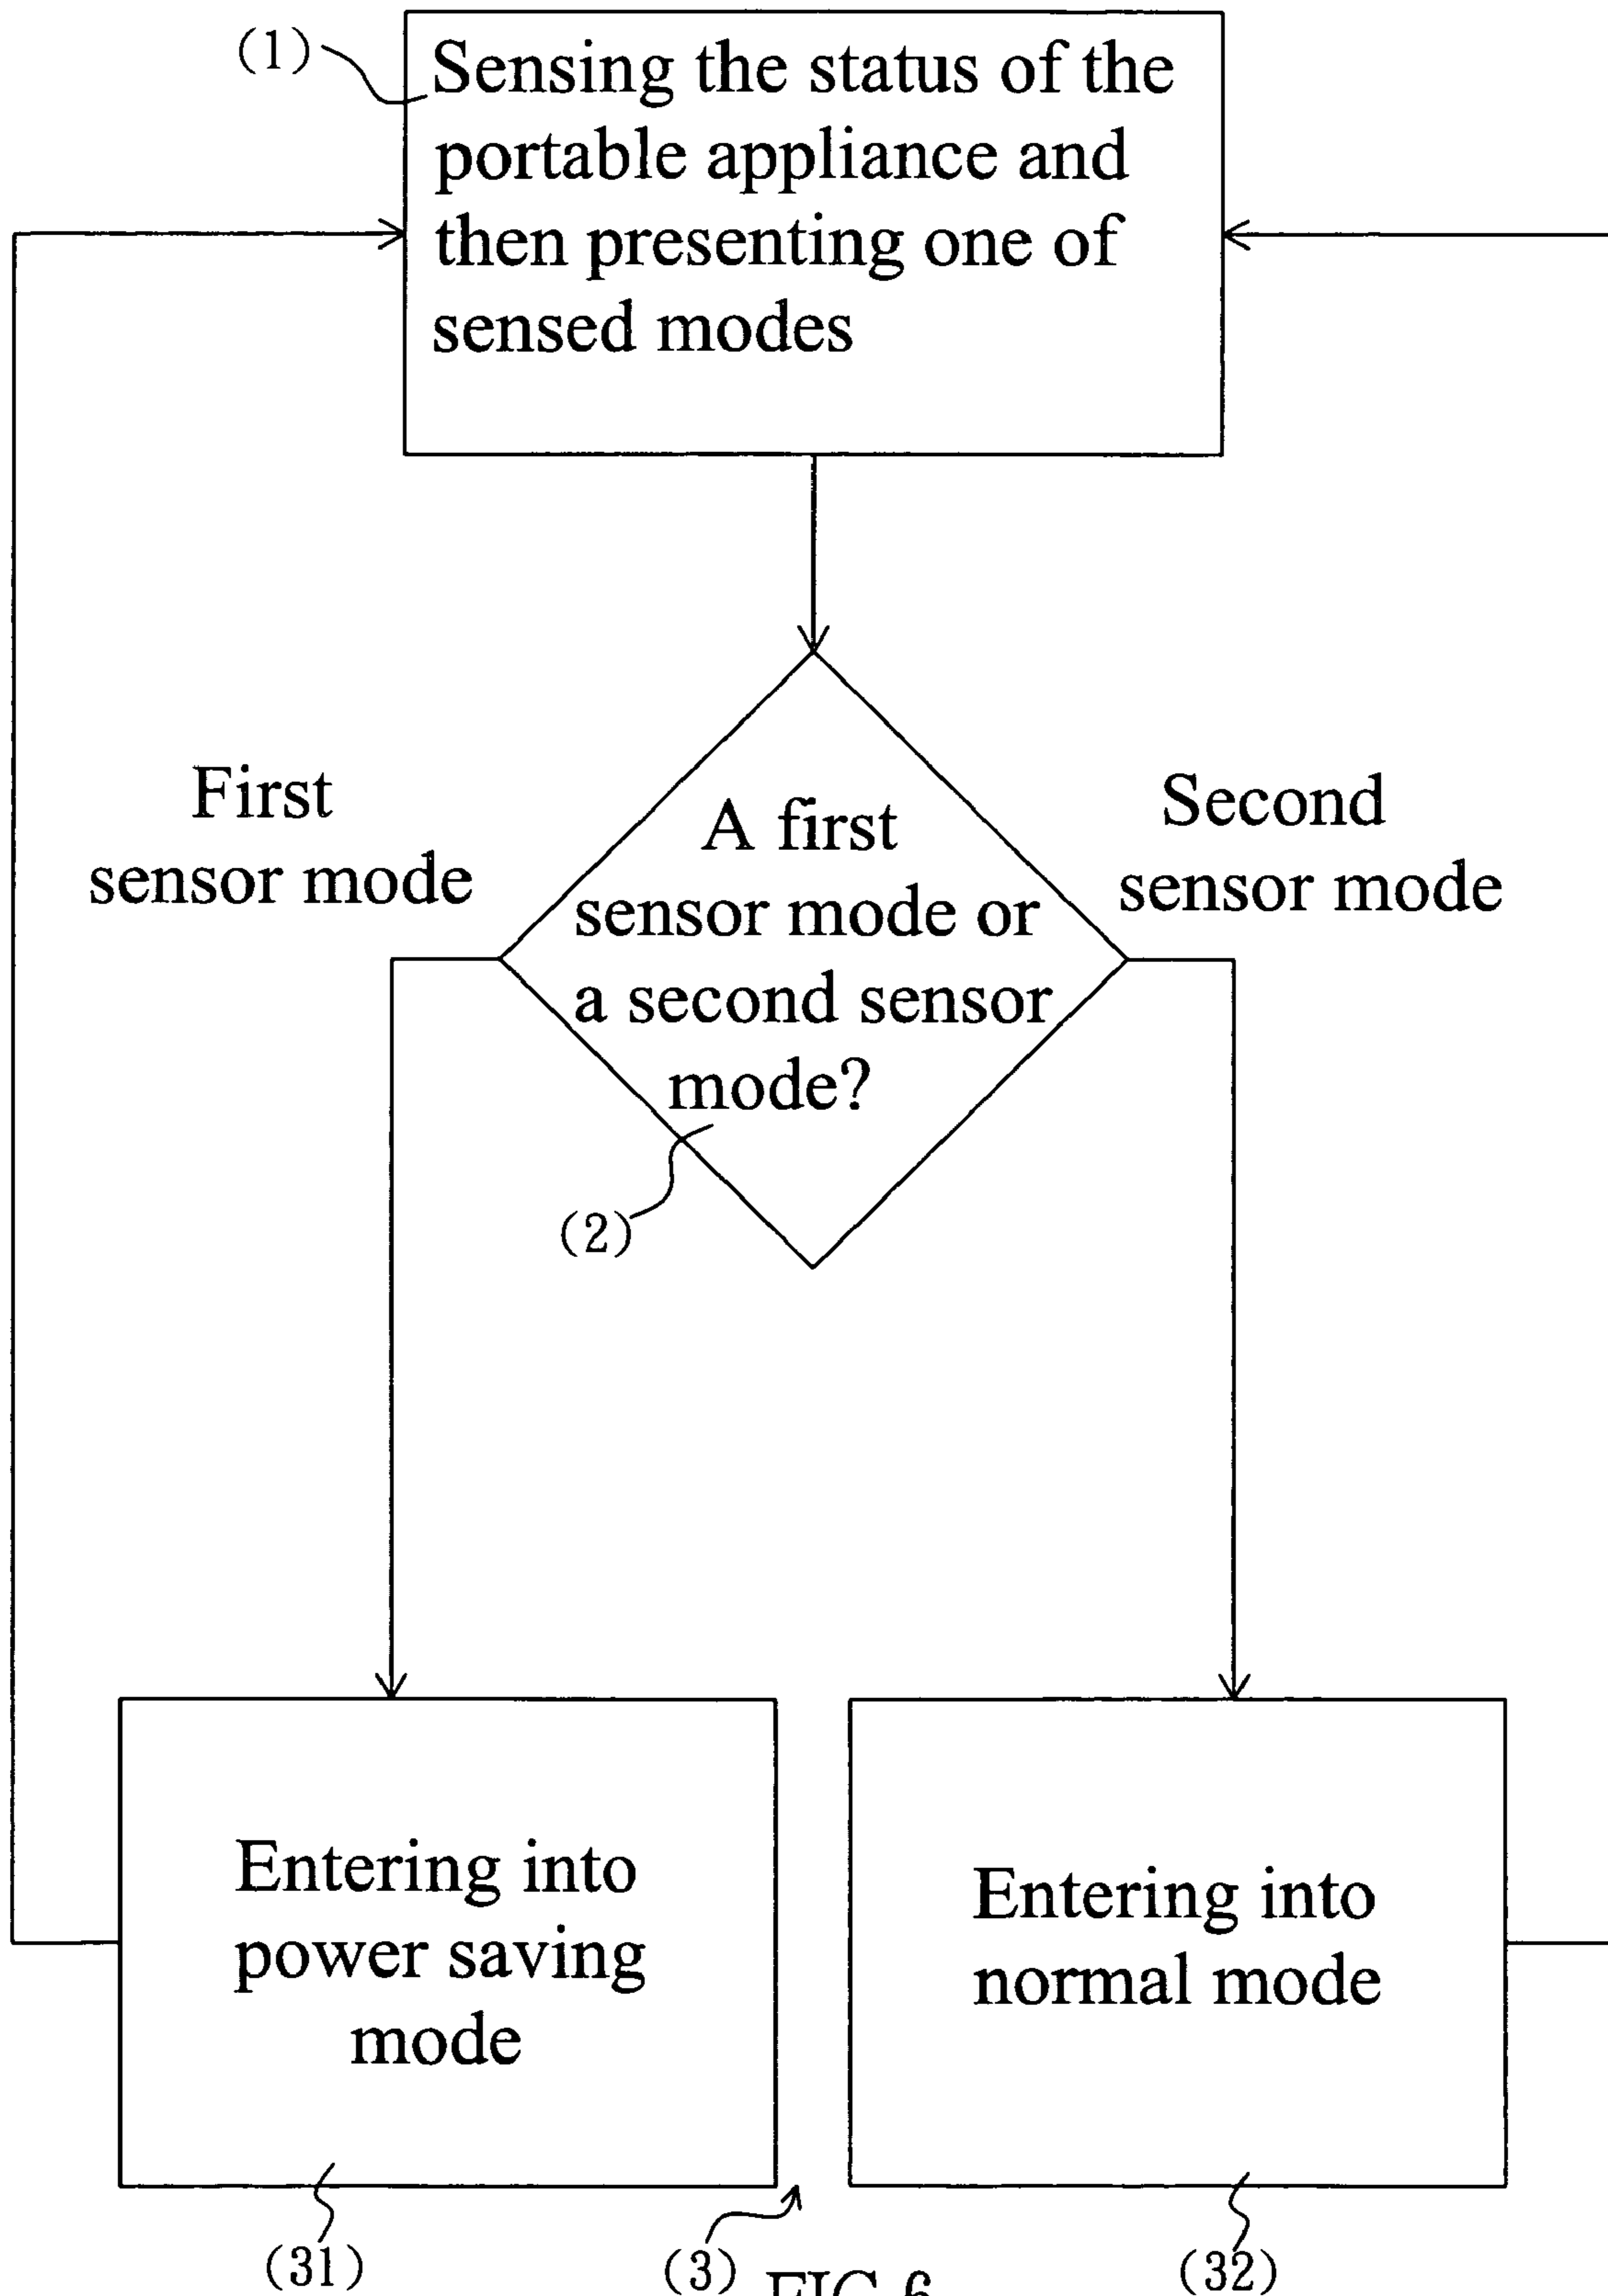 (1)
Sensing the status of the
portable appliance and
then presenting one of
sensed modes
First
sensor mode
A first
sensor mode or
a second sensor
mode?
Second
sensor mode
(2)
Entering into
power saving
mode
Entering into
normal mode
(31)
(3)
FIG.6
(32)